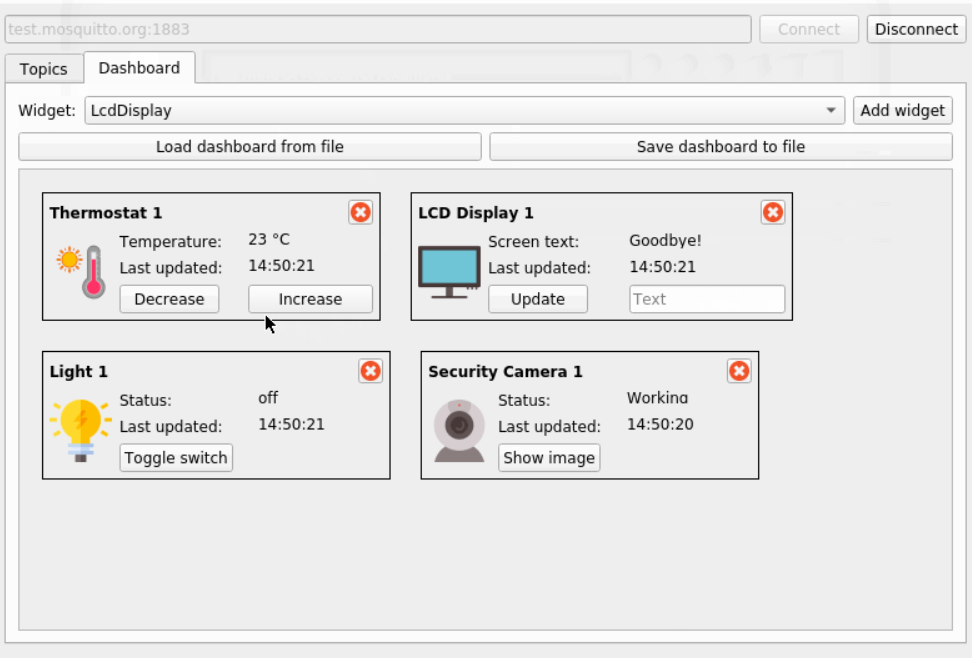 test.mosquitto.org:1883 Connect Disconnect
Topics Dashboard
Widget: LcdDisplay Add widget
Load dashboard from file Save dashboard to file
Thermostat 1
Temperature: 23 °C
Last updated: 14:50:21
Decrease Increase
LCD Display 1
Screen text: Goodbye!
Last updated: 14:50:21
Update Text
Light 1
Status: off
Last updated: 14:50:21
Toggle switch
Security Camera 1
Status: Working
Last updated: 14:50:20
Show image